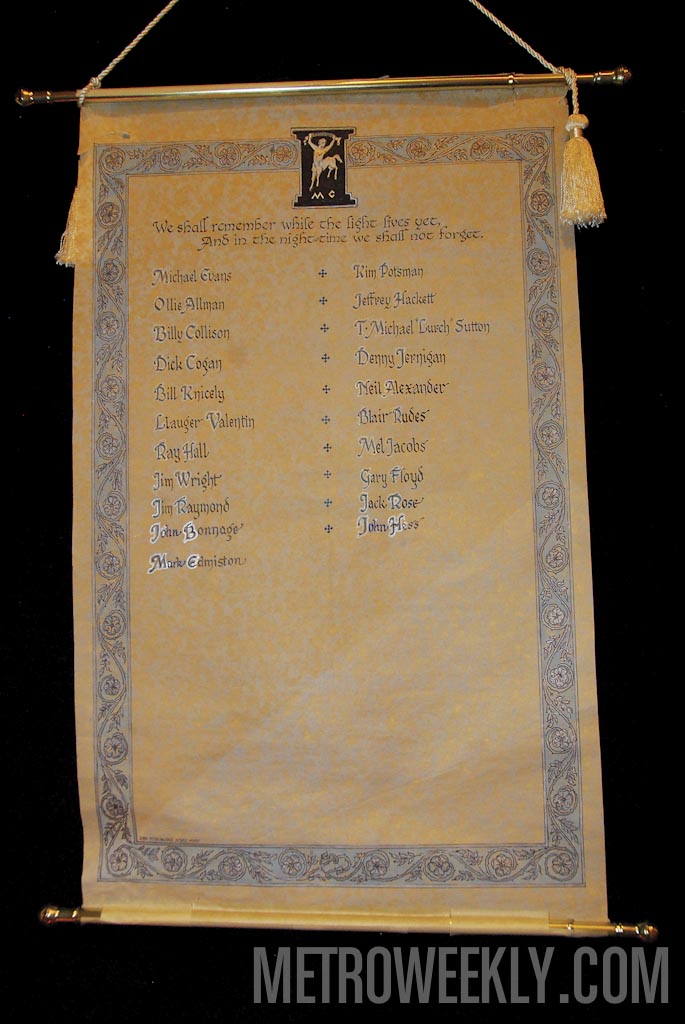 M C
We shall remember while the light lives yet,
And in the night-time we shall not forget.
Michael Evans + Kim Potsman
Ollie Allman + Jeffrey Hackett
Billy Collison + T. Michael "Lurch" Sutton
Dick Cogan + Denny Jernigan
Bill Knicely + Neil Alexander
Llauger Valentin + Blair Rudes
Ray Hall + Mel Jacobs
Jim Wright + Gary Floyd
Jim Raymond + Jack Rose
John Bonnage + John Hess
Mark Edmiston
METROWEEKLY.COM